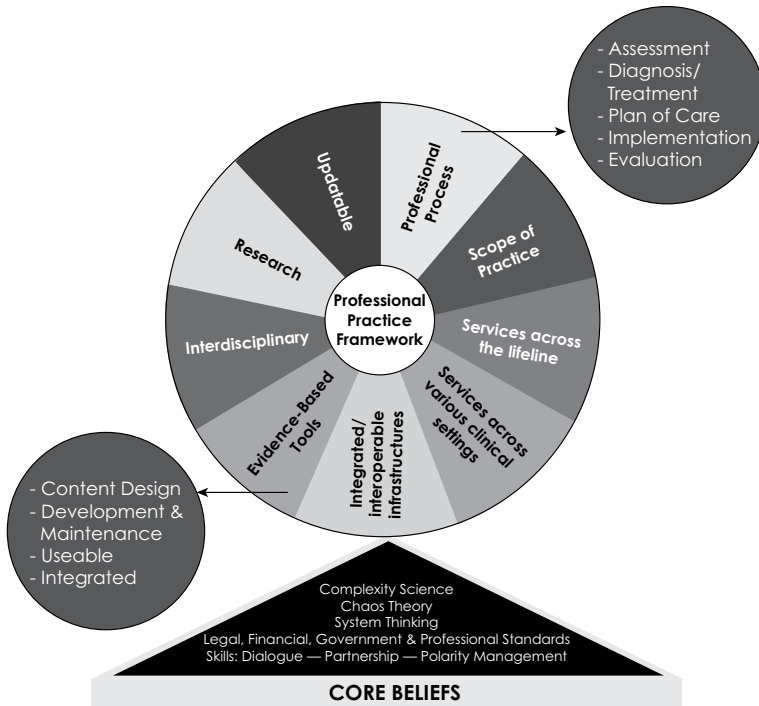 - Assessment
- Diagnosis/
Treatment
- Plan of Care
- Implementation
- Evaluation
Updatable
Professional
Process
Scope of
Practice
Research
Professional
Practice
Framework
Interdisciplinary
Services across
the lifeline
Evidence-Based
Tools
Integrated/
interoperable
infrastructures
Services across
various clinical
settings
- Content Design
- Development &
Maintenance
- Useable
- Integrated
Complexity Science
Chaos Theory
System Thinking
Legal, Financial, Government & Professional Standards
Skills: Dialogue — Partnership — Polarity Management
CORE BELIEFS